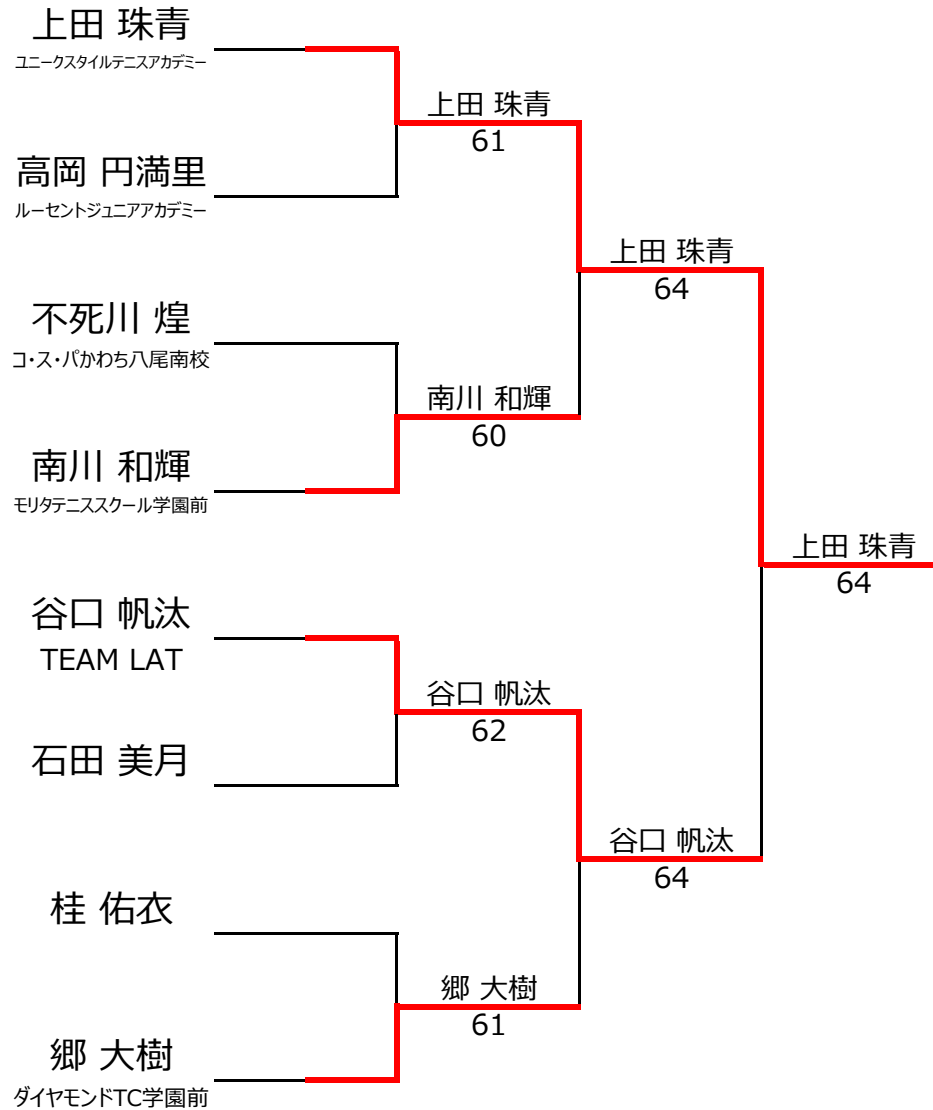 上田 珠青
ユニークスタイルテニスアカデミー
上田 珠青
61
高岡 円満里
ルーセントジュニアアカデミー
上田 珠青
64
不死川 煌
コ・ス・パかわち八尾南校
南川 和輝
60
南川 和輝
モリタテニススクール学園前
上田 珠青
64
谷口 帆汰
TEAM LAT
谷口 帆汰
62
石田 美月
谷口 帆汰
64
桂 佑衣
郷 大樹
61
郷 大樹
ダイヤモンドTC学園前